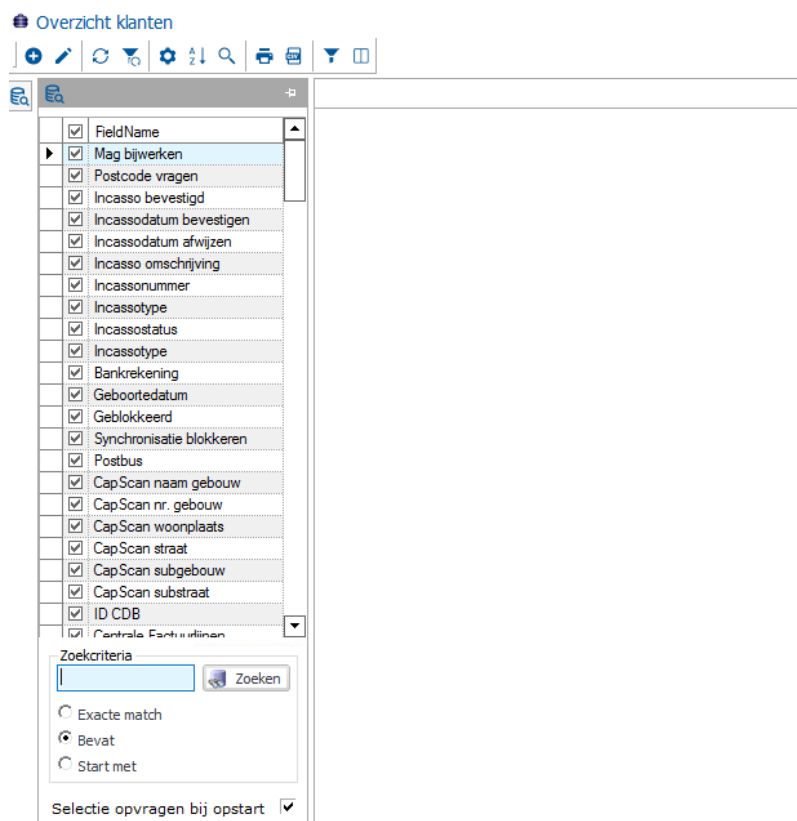 Overzicht klanten
FieldName
Mag bijwerken
Postcode vragen
Incasso bevestigd
Incassodatum bevestigen
Incassodatum afwijzen
Incasso omschrijving
Incassonummer
Incassotype
Incassostatus
Incassotype
Bankrekening
Geboortedatum
Geblokkeerd
Synchronisatie blokkeren
Postbus
CapScan naam gebouw
CapScan nr. gebouw
CapScan woonplaats
CapScan straat
CapScan subgebouw
CapScan substraat
ID CDB
Centrale Factuurlijnen
Zoekcriteria
Zoeken
Exacte match
Bevat
Start met
Selectie opvragen bij opstart